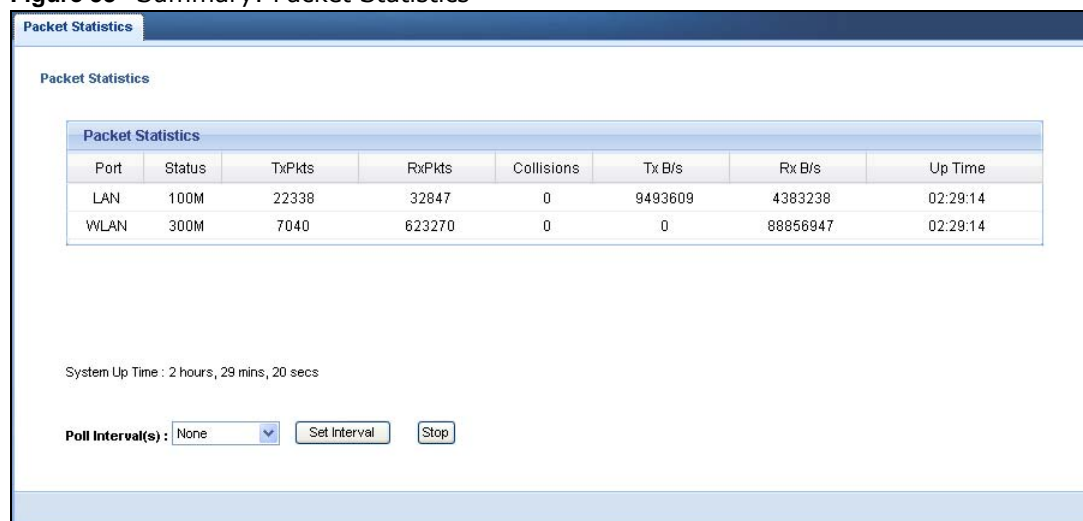 Summary: Packet Statistics
Packet Statistics
Packet Statistics
Packet Statistics
Port Status TxPkts RxPkts Collisions Tx B/s Rx B/s Up Time
LAN 100M 22338 32847 0 9493609 4383238 02:29:14
WLAN 300M 7040 623270 0 0 88856947 02:29:14
System Up Time : 2 hours, 29 mins, 20 secs
Poll Interval(s) : None Set Interval Stop